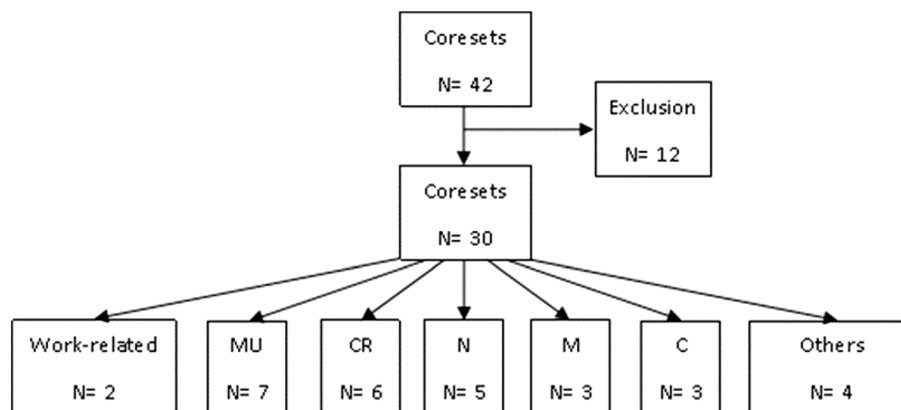 Coresets
N= 42
Exclusion
N= 12
Coresets
N= 30
Work-related
N= 2
MU
N= 7
CR
N= 6
N
N= 5
M
N= 3
C
N= 3
Others
N= 4